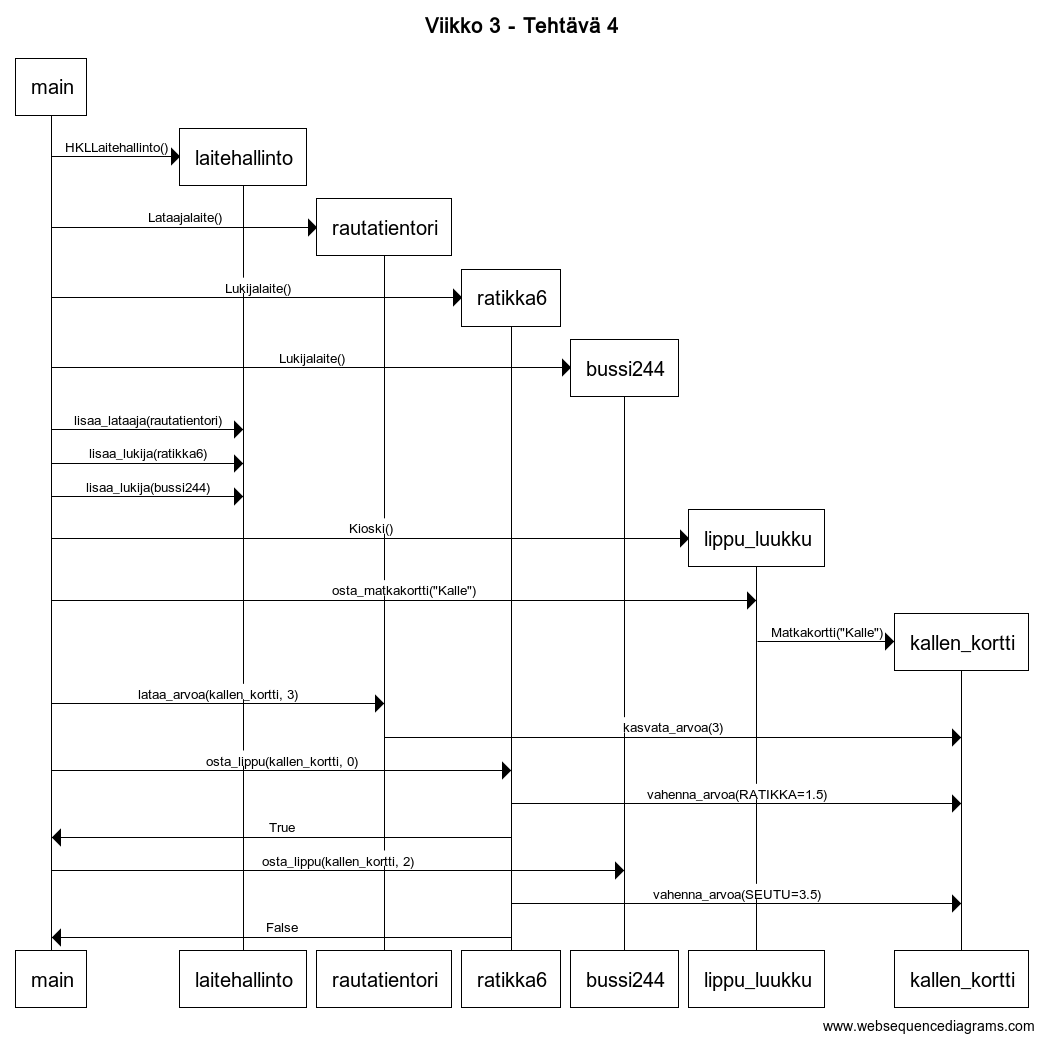 Viikko 3 - Tehtävä 4
main
HKLLaitehallinto()
laitehallinto
Lataajalaite()
rautatientori
Lukijalaite()
ratikka6
Lukijalaite()
bussi244
lisaa_lataaja(rautatientori)
lisaa_lukija(ratikka6)
lisaa_lukija(bussi244)
Kioski()
lippu_luukku
osta_matkakortti("Kalle")
Matkakortti("Kalle")
kallen_kortti
lataa_arvoa(kallen_kortti, 3)
kasvata_arvoa(3)
osta_lippu(kallen_kortti, 0)
vahenna_arvoa(RATIKKA=1.5)
True
osta_lippu(kallen_kortti, 2)
vahenna_arvoa(SEUTU=3.5)
False
main
laitehallinto
rautatientori
ratikka6
bussi244
lippu_luukku
kallen_kortti
www.websequencediagrams.com